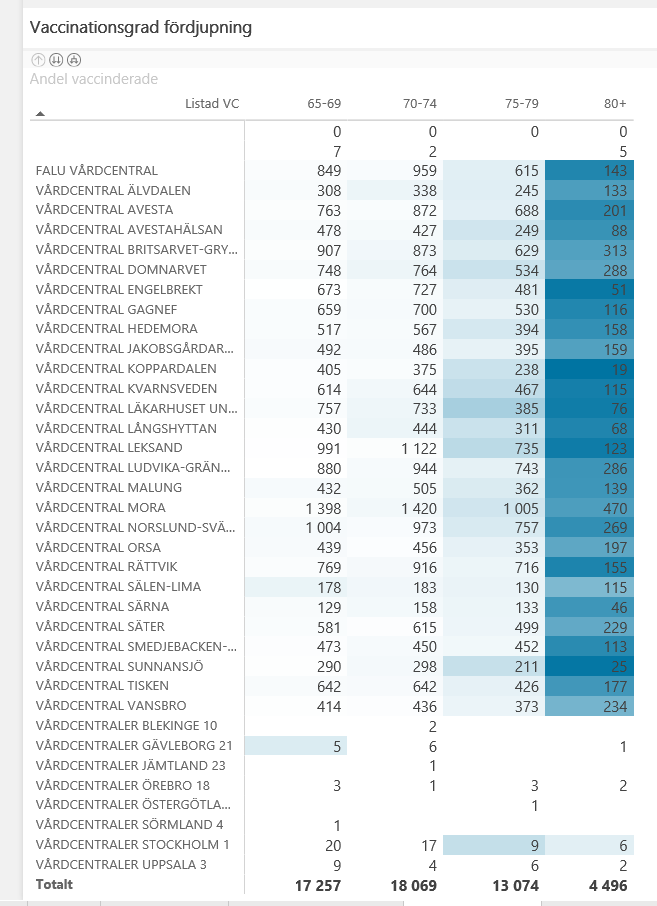 Vaccinationsgrad fördjupning
Andel vaccinderade
Listad VC 65-69 70-74 75-79 80+
0 0 0 0
7 2 5
FALU VÅRDCENTRAL 849 959 615 143
VÅRDCENTRAL ÄLVDALEN 308 338 245 133
VÅRDCENTRAL AVESTA 763 872 688 201
VÅRDCENTRAL AVESTAHÄLSAN 478 427 249 88
VÅRDCENTRAL BRITSARVET-GRY... 907 873 629 313
VÅRDCENTRAL DOMNARVET 748 764 534 288
VÅRDCENTRAL ENGELBREKT 673 727 481 51
VÅRDCENTRAL GAGNEF 659 700 530 116
VÅRDCENTRAL HEDEMORA 517 567 394 158
VÅRDCENTRAL JAKOBSGÅRDAR... 492 486 395 159
VÅRDCENTRAL KOPPARDALEN 405 375 238 19
VÅRDCENTRAL KVARNSVEDEN 614 644 467 115
VÅRDCENTRAL LÄKARHUSET UN... 757 733 385 76
VÅRDCENTRAL LÅNGSHYTTAN 430 444 311 68
VÅRDCENTRAL LEKSAND 991 1 122 735 123
VÅRDCENTRAL LUDVIKA-GRÄN... 880 944 743 286
VÅRDCENTRAL MALUNG 432 505 362 139
VÅRDCENTRAL MORA 1 398 1 420 1 005 470
VÅRDCENTRAL NORSLUND-SVÄ... 1 004 973 757 269
VÅRDCENTRAL ORSA 439 456 353 197
VÅRDCENTRAL RÄTTVIK 769 916 716 155
VÅRDCENTRAL SÄLEN-LIMA 178 183 130 115
VÅRDCENTRAL SÄRNA 129 158 133 46
VÅRDCENTRAL SÄTER 581 615 499 229
VÅRDCENTRAL SMEDJEBACKEN-... 473 450 452 113
VÅRDCENTRAL SUNNANSJÖ 290 298 211 25
VÅRDCENTRAL TISKEN 642 642 426 177
VÅRDCENTRAL VANSBRO 414 436 373 234
VÅRDCENTRALER BLEKINGE 10 2
VÅRDCENTRALER GÄVLEBORG 21 5 6 1
VÅRDCENTRALER JÄMTLAND 23 1
VÅRDCENTRALER ÖREBRO 18 3 1 3 2
VÅRDCENTRALER ÖSTERGÖTLA... 1
VÅRDCENTRALER SÖRMLAND 4 1
VÅRDCENTRALER STOCKHOLM 1 20 17 9 6
VÅRDCENTRALER UPPSALA 3 9 4 6 2
Totalt 17 257 18 069 13 074 4 496